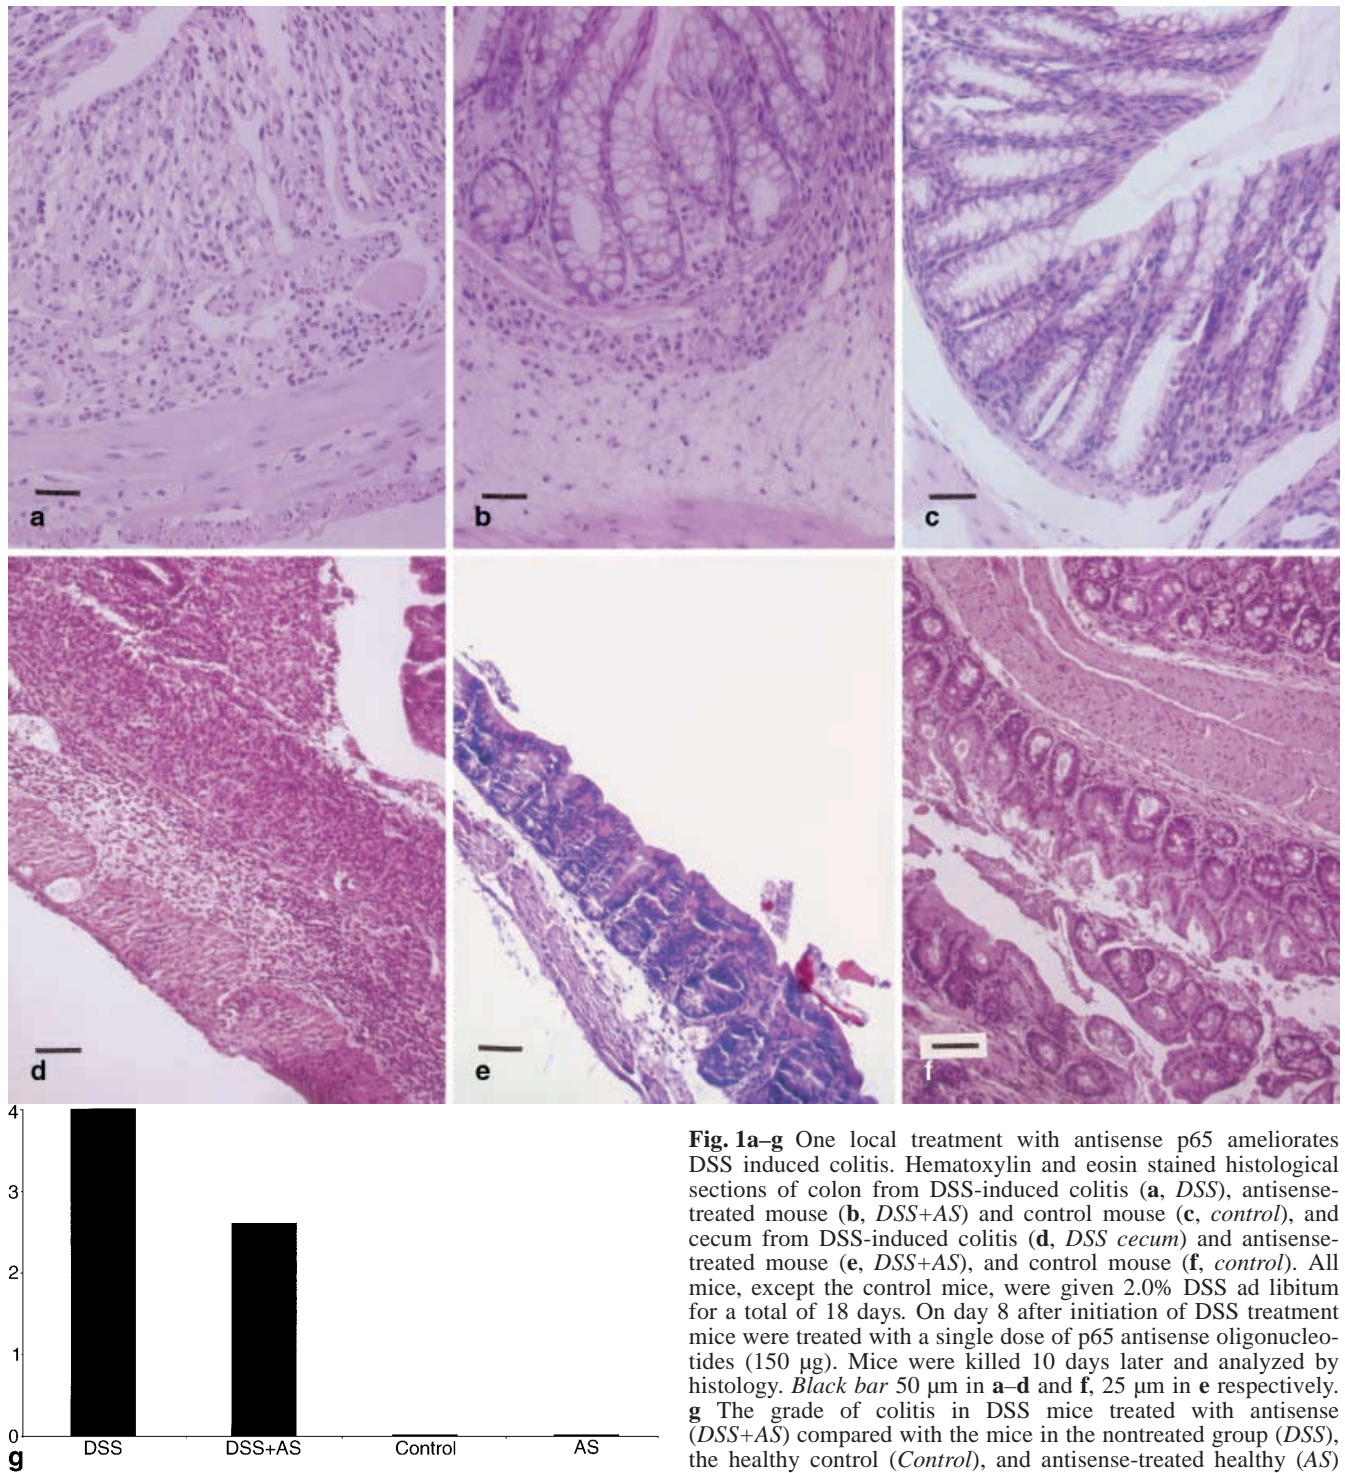 a
b
c
d
e
f
4
3
2
1
0
g
DSS
DSS+AS
Control
AS
Fig. 1a–g One local treatment with antisense p65 ameliorates
DSS induced colitis. Hematoxylin and eosin stained histological
sections of colon from DSS-induced colitis (a, DSS), antisense-
treated mouse (b, DSS+AS) and control mouse (c, control), and
cecum from DSS-induced colitis (d, DSS cecum) and antisense-
treated mouse (e, DSS+AS), and control mouse (f, control). All
mice, except the control mice, were given 2.0% DSS ad libitum
for a total of 18 days. On day 8 after initiation of DSS treatment
mice were treated with a single dose of p65 antisense oligonucleo-
tides (150 µg). Mice were killed 10 days later and analyzed by
histology. Black bar 50 µm in a–d and f, 25 µm in e respectively.
g The grade of colitis in DSS mice treated with antisense
(DSS+AS) compared with the mice in the nontreated group (DSS),
the healthy control (Control), and antisense-treated healthy (AS)